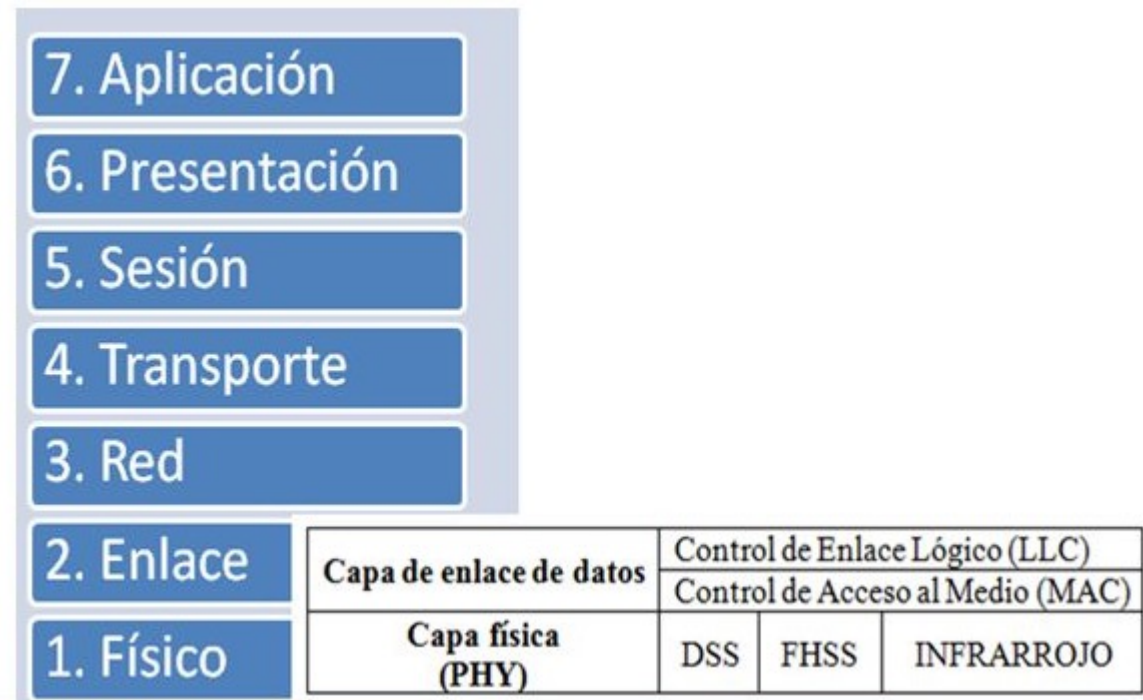 7. Aplicación
6. Presentación
5. Sesión
4. Transporte
3. Red
2. Enlace
Capa de enlace de datos
Control de Enlace Lógico (LLC)
Control de Acceso al Medio (MAC)
1. Físico
Capa física
(PHY)
DSS FHSS INFRARROJO